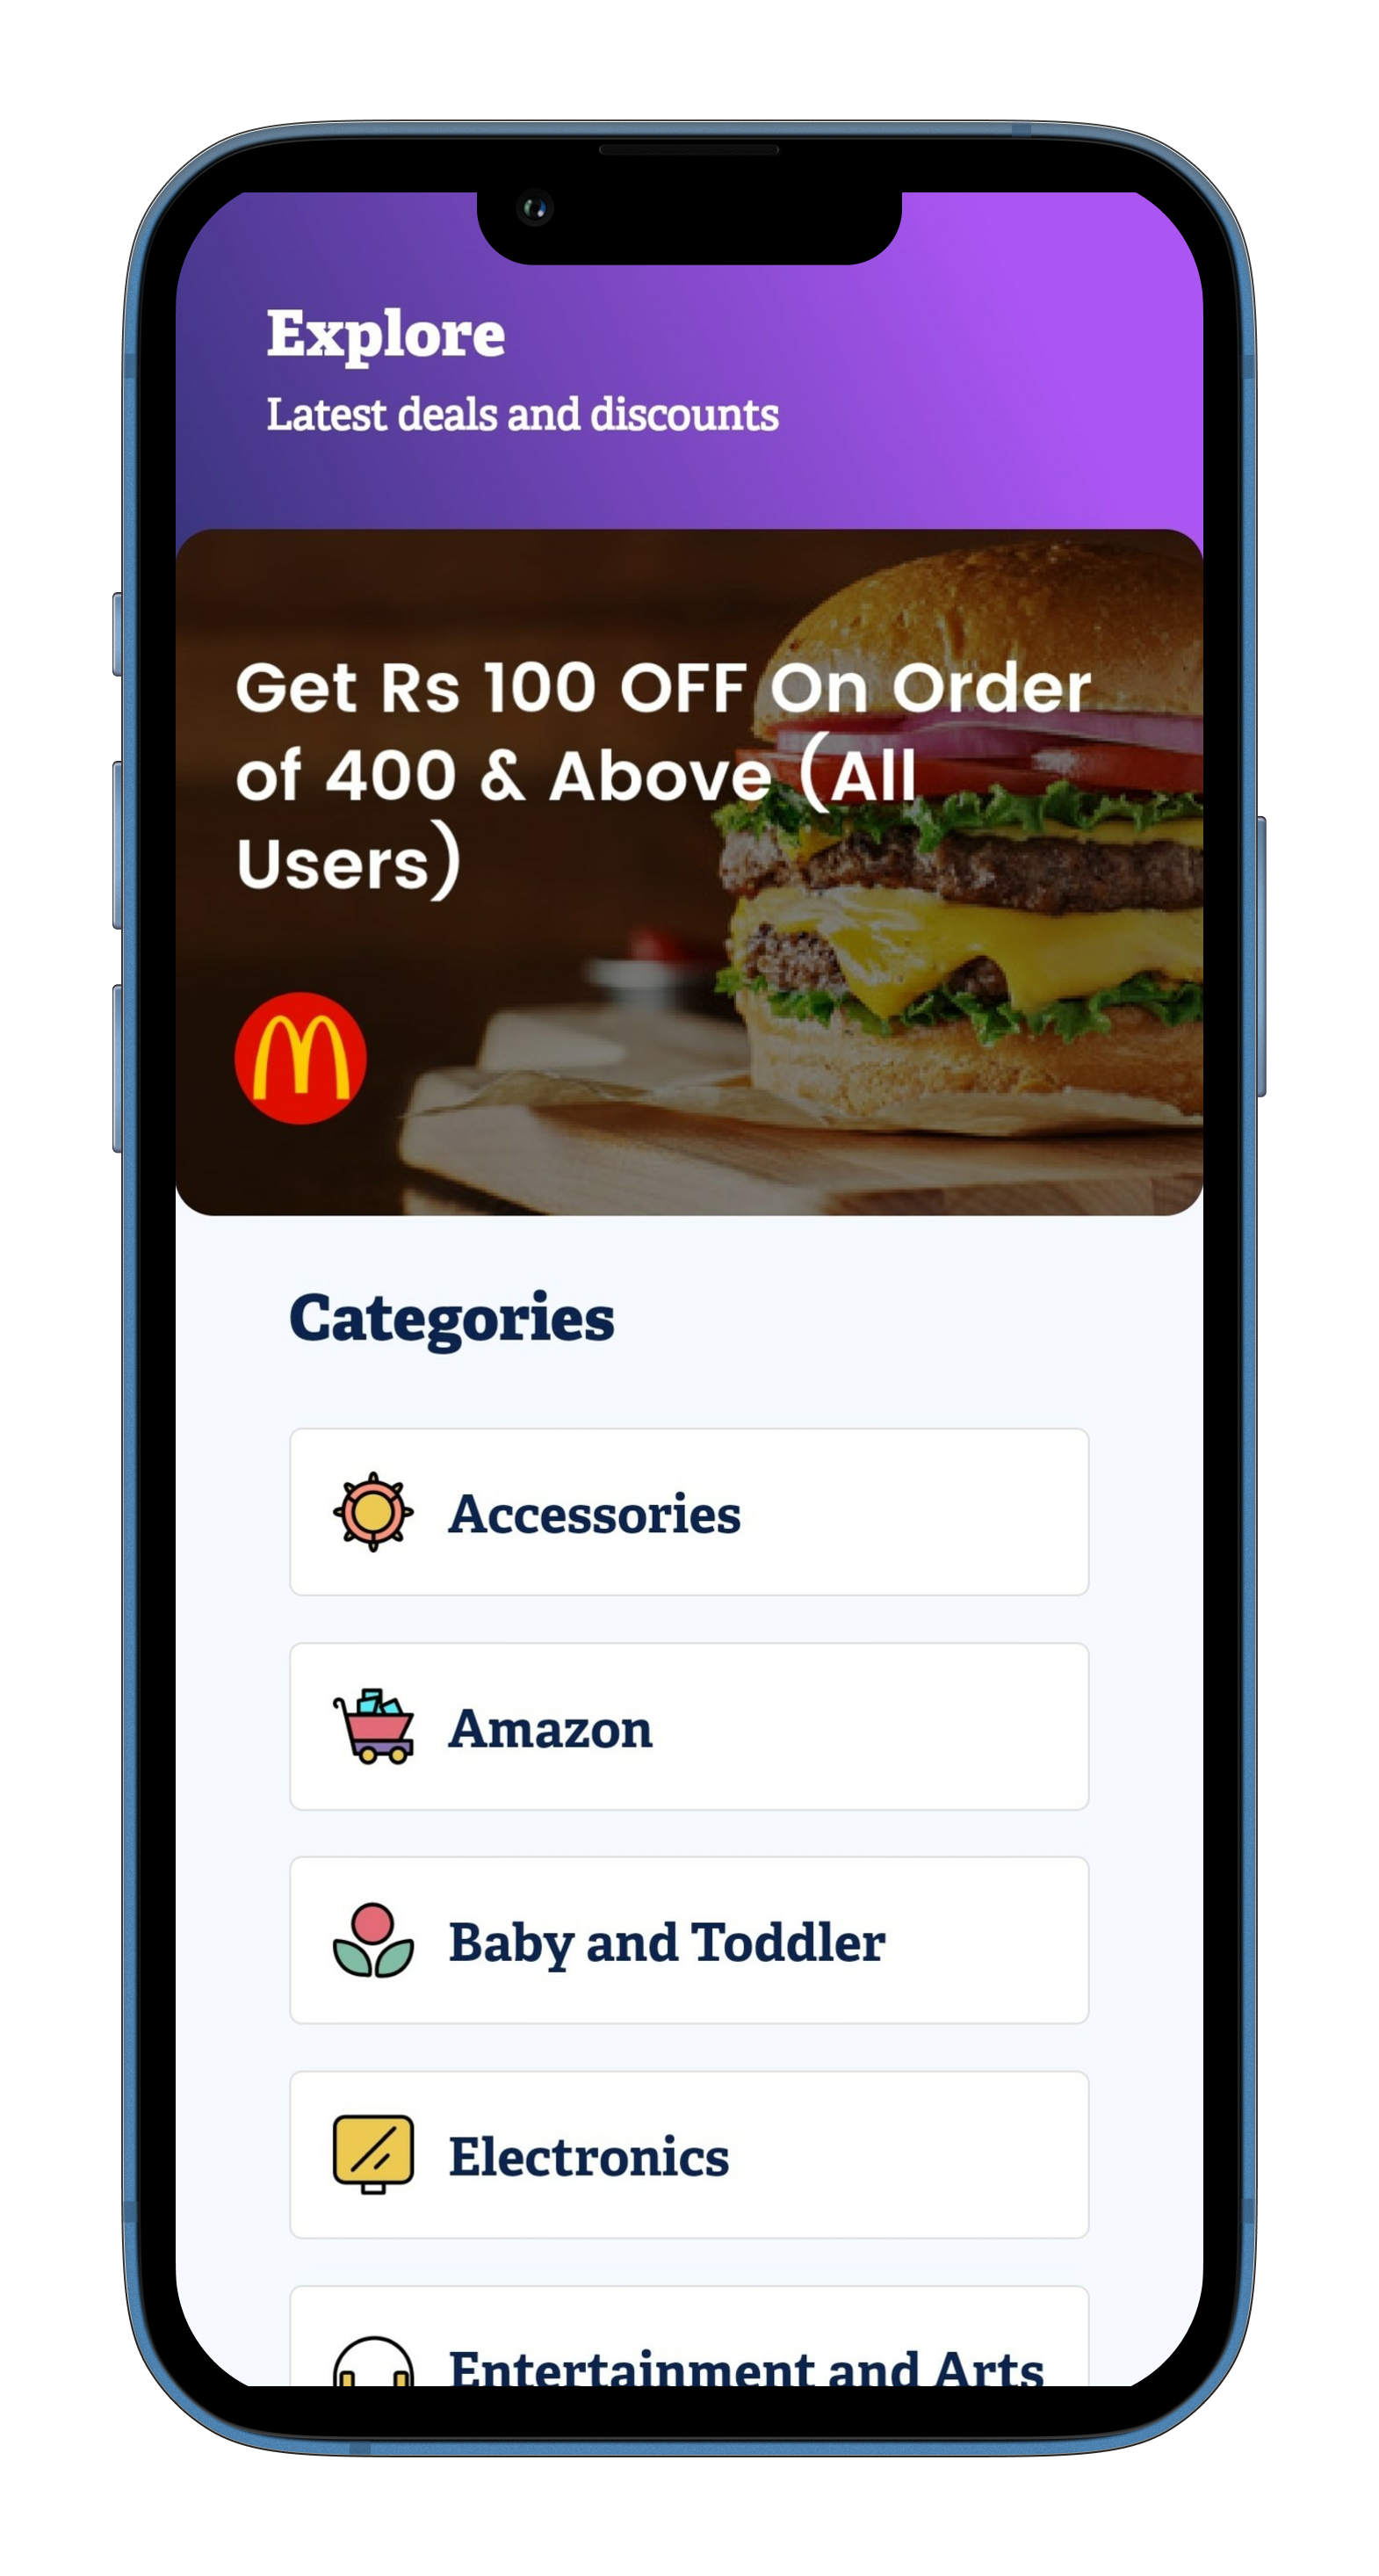 Explore
Latest deals and discounts
Get Rs 100 OFF On Order
of 400 & Above (All
Users)
Categories
Accessories
Amazon
Baby and Toddler
Electronics
Entertainment and Arts